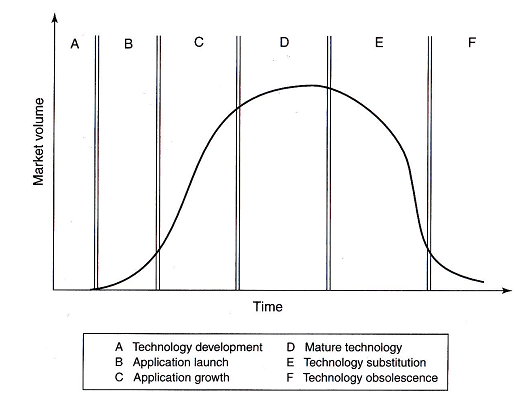 A B C D E F
Market volume
Time
A Technology development D Mature technology
B Application launch E Technology substitution
C Application growth F Technology obsolescence